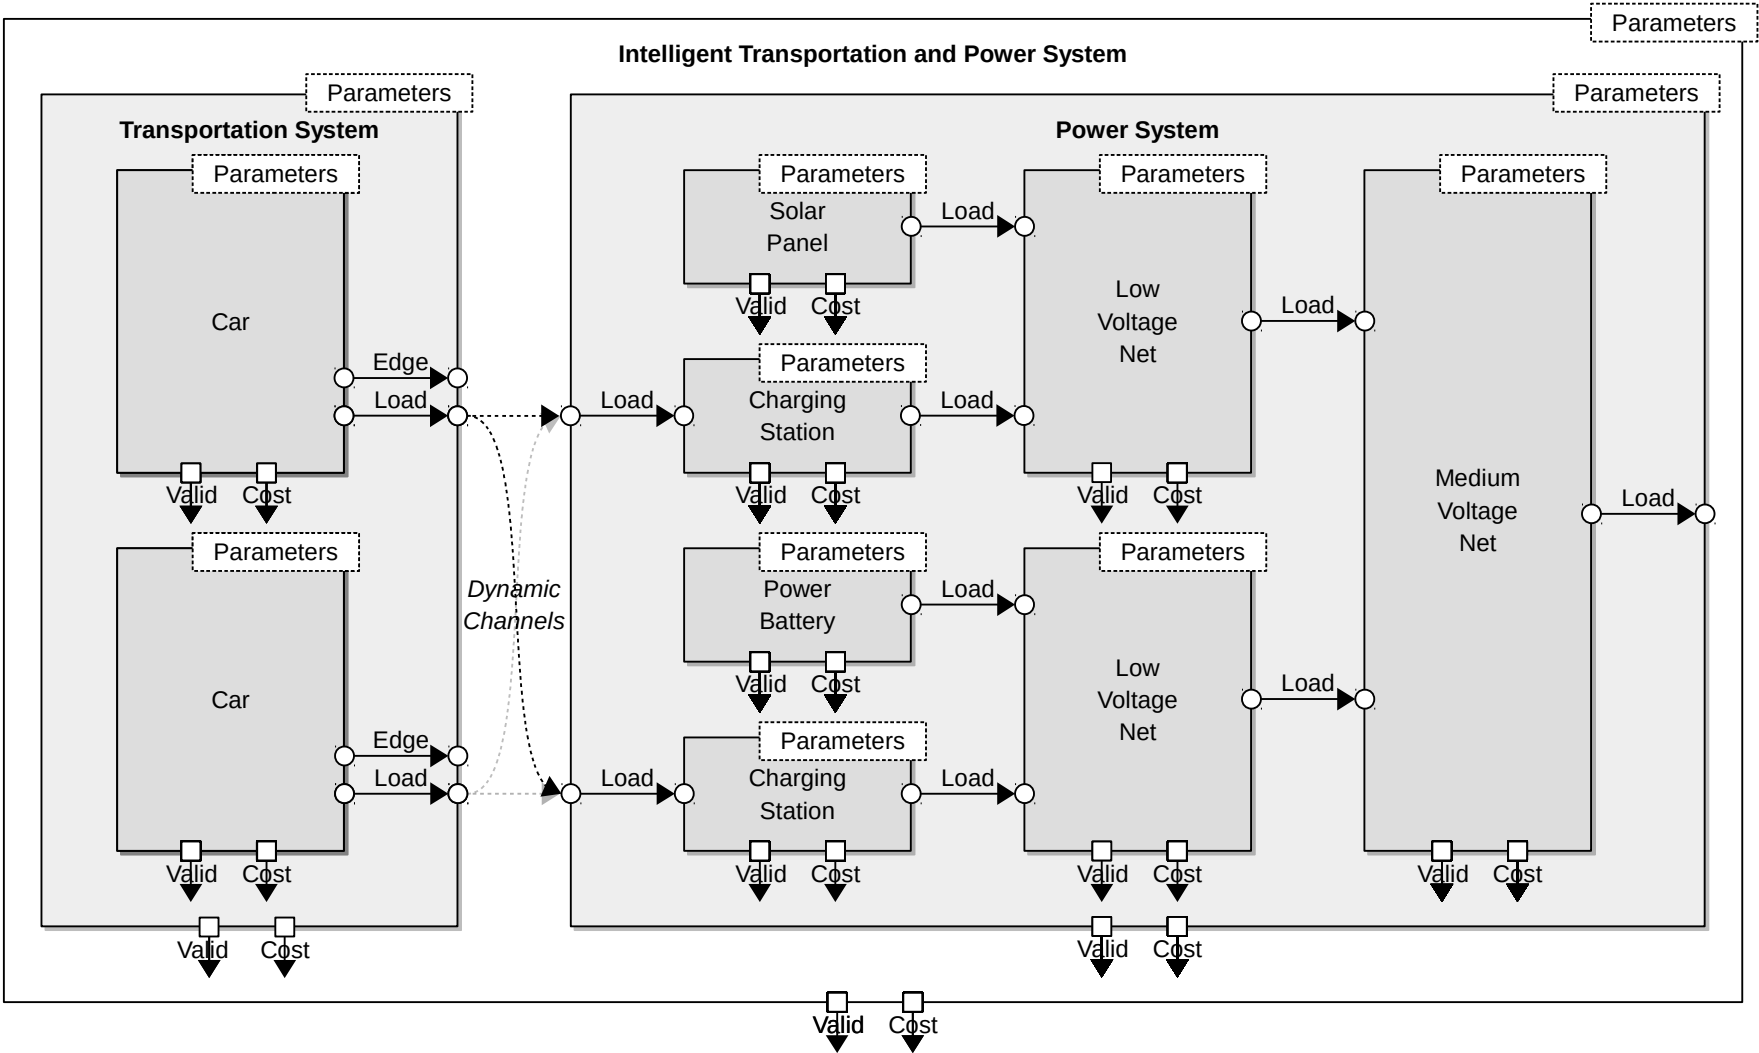 Parameters
Intelligent Transportation and Power System
Parameters
Parameters
Transportation System
Power System
Parameters
Parameters
Parameters
Parameters
Solar
Panel
Load
Valid
Cost
Low
Voltage
Net
Load
Car
Parameters
Edge
Load
Load
Charging
Station
Load
Valid
Cost
Valid
Cost
Valid
Cost
Medium
Voltage
Net
Load
Parameters
Parameters
Parameters
Dynamic
Channels
Power
Battery
Load
Valid
Cost
Low
Voltage
Net
Load
Car
Parameters
Edge
Load
Load
Charging
Station
Load
Valid
Cost
Valid
Cost
Valid
Cost
Valid
Cost
Valid
Cost
Valid
Cost
Valid
Cost